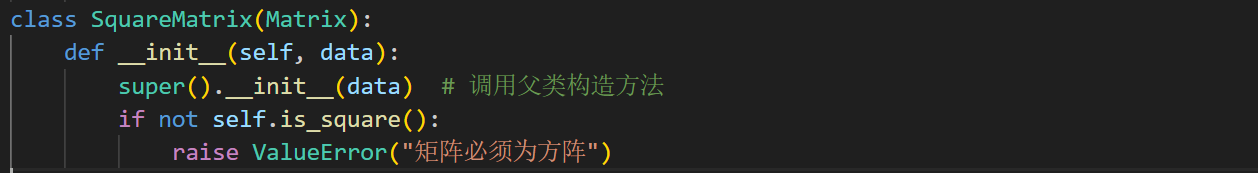 class SquareMatrix(Matrix):
    def __init__(self, data):
        super().__init__(data)  # 调用父类构造方法
        if not self.is_square():
            raise ValueError("矩阵必须为方阵")